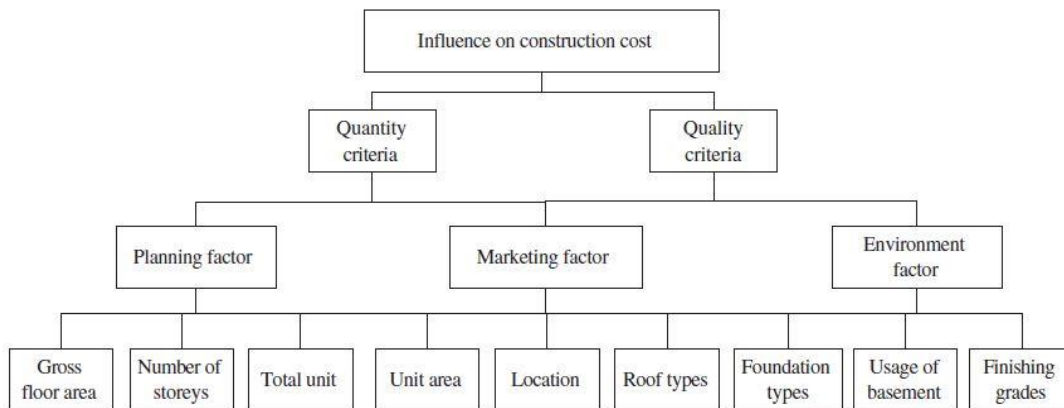 Influence on construction cost
Quantity
criteria
Quality
criteria
Planning factor
Marketing factor
Environment
factor
Gross
floor area
Number of
storeys
Total unit
Unit area
Location
Roof types
Foundation
types
Usage of
basement
Finishing
grades